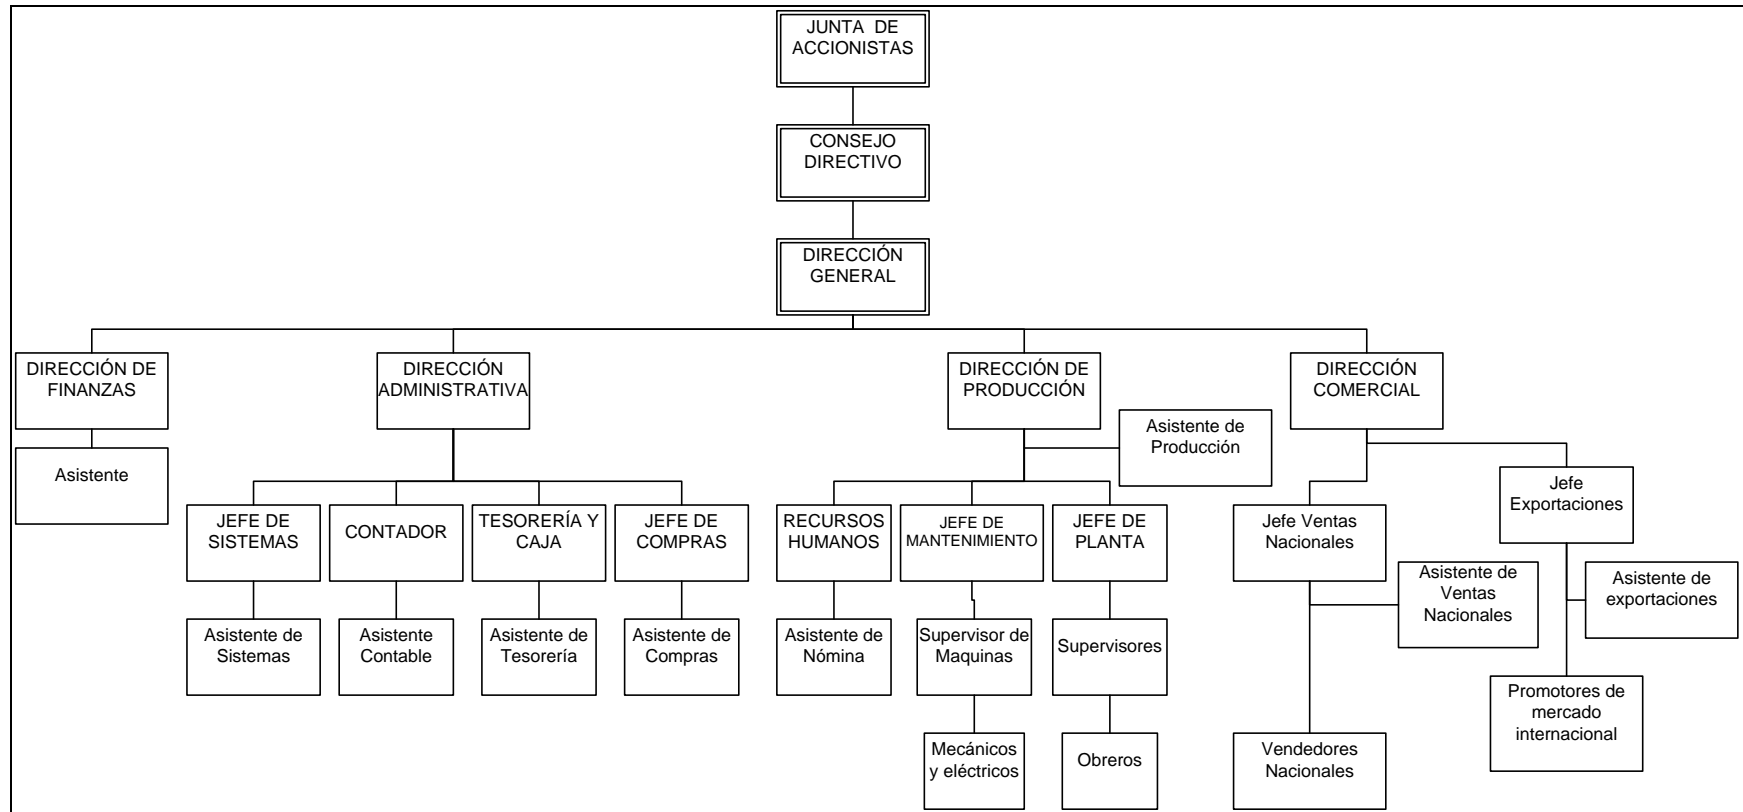 JUNTA DE
ACCIONISTAS
CONSEJO
DIRECTIVO
DIRECCIÓN
GENERAL
DIRECCIÓN DE
FINANZAS
DIRECCIÓN
ADMINISTRATIVA
DIRECCIÓN DE
PRODUCCIÓN
DIRECCIÓN
COMERCIAL
Asistente de
Producción
Asistente
JEFE DE
SISTEMAS
CONTADOR
TESORERÍA Y
CAJA
JEFE DE
COMPRAS
RECURSOS
HUMANOS
JEFE DE
MANTENIMIENTO
JEFE DE
PLANTA
Jefe Ventas
Nacionales
Jefe
Exportaciones
Asistente de
Ventas
Nacionales
Asistente de
exportaciones
Asistente de
Sistemas
Asistente
Contable
Asistente de
Tesorería
Asistente de
Compras
Asistente de
Nómina
Supervisor de
Maquinas
Supervisores
Promotores de
mercado
internacional
Mecánicos
y eléctricos
Obreros
Vendedores
Nacionales